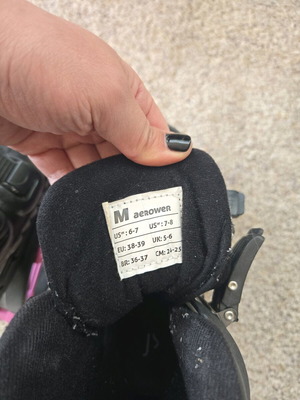 M aerower
USᵐ: 6-7 USʷ: 7-8
EU: 38-39 UK: 5-6
BR: 36-37 CM: 24-25